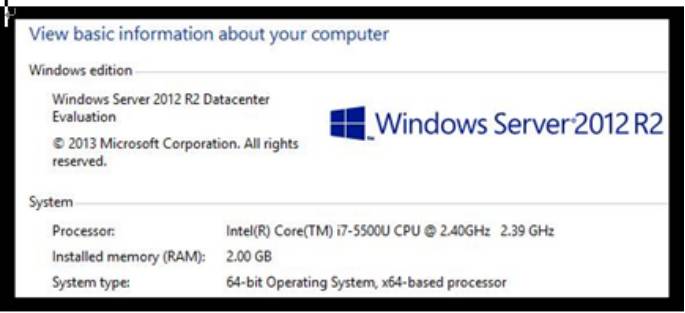 View basic information about your computer
Windows edition
Windows Server 2012 R2 Datacenter
Evaluation
© 2013 Microsoft Corporation. All rights
reserved.
Windows Server 2012 R2
System
Processor: Intel(R) Core(TM) i7-5500U CPU @ 2.40GHz 2.39 GHz
Installed memory (RAM): 2.00 GB
System type: 64-bit Operating System, x64-based processor